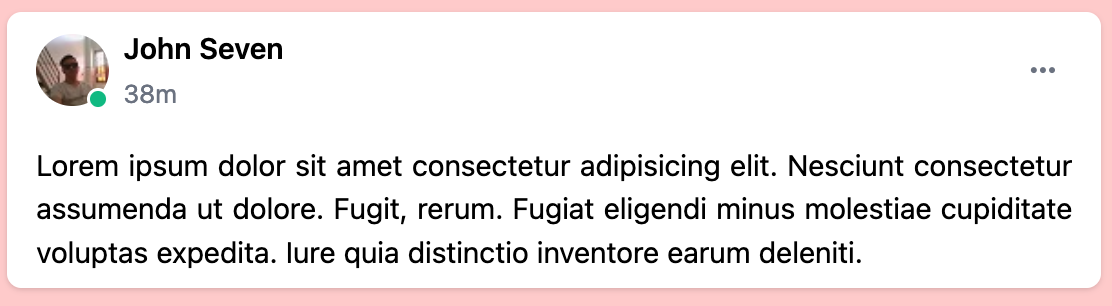 John Seven
38m
Lorem ipsum dolor sit amet consectetur adipisicing elit. Nesciunt consectetur
assumenda ut dolore. Fugit, rerum. Fugiat eligendi minus molestiae cupiditate
voluptas expedita. Iure quia distinctio inventore earum deleniti.